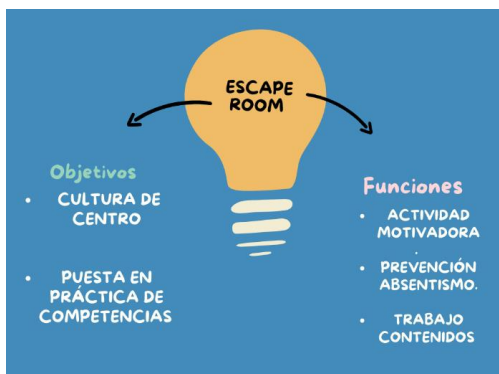 ESCAPE
ROOM
Objetivos
• CULTURA DE
CENTRO
• PUESTA EN
PRÁCTICA DE
COMPETENCIAS
Funciones
• ACTIVIDAD
MOTIVADORA
.
• PREVENCIÓN
ABSENTISMO.
• TRABAJO
CONTENIDOS